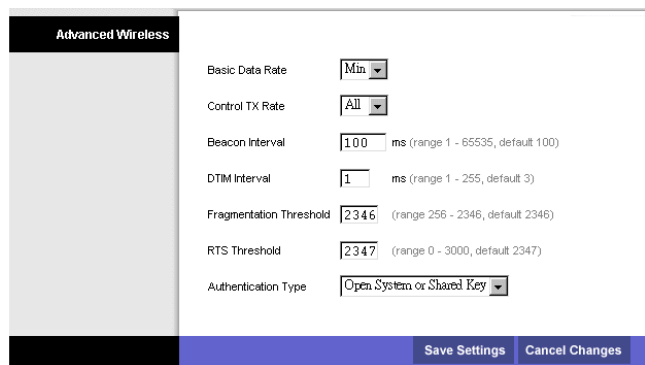 Advanced Wireless
Basic Data Rate Min
Control TX Rate All
Beacon Interval 100 ms (range 1 - 65535, default 100)
DTIM Interval 1 ms (range 1 - 255, default 3)
Fragmentation Threshold 2346 (range 256 - 2346, default 2346)
RTS Threshold 2347 (range 0 - 3000, default 2347)
Authentication Type Open System or Shared Key
Save Settings Cancel Changes